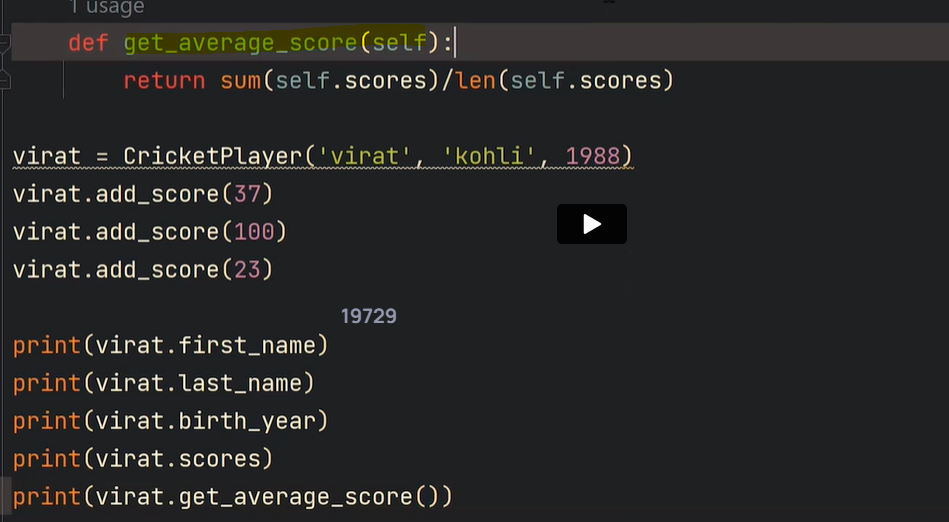 1 usage
def get_average_score(self):
return sum(self.scores)/len(self.scores)
virat = CricketPlayer('virat', 'kohli', 1988)
virat.add_score(37)
virat.add_score(100)
virat.add_score(23)
19729
print(virat.first_name)
print(virat.last_name)
print(virat.birth_year)
print(virat.scores)
print(virat.get_average_score())